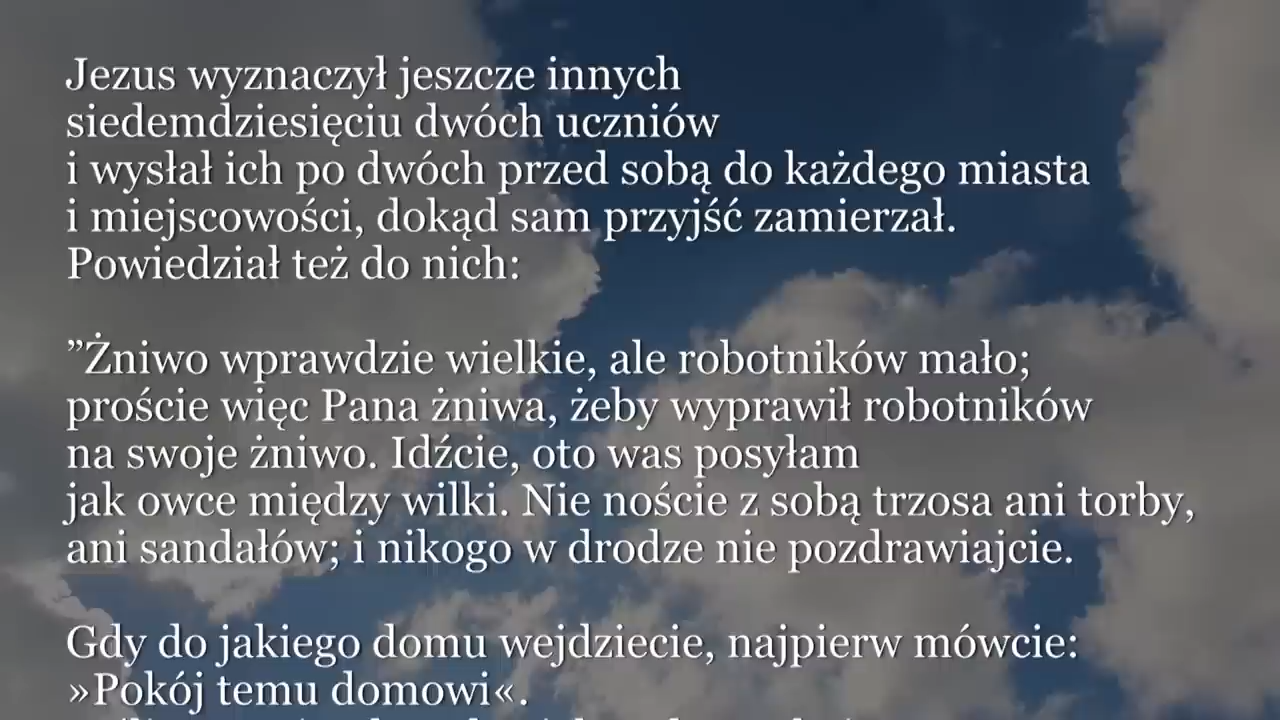 Jezus wyznaczył jeszcze innych
siedemdziesięciu dwóch uczniów
i wysłał ich po dwóch przed sobą do każdego miasta
i miejscowości, dokąd sam przyjść zamierzał.
Powiedział też do nich:
”Żniwo wprawdzie wielkie, ale robotników mało;
proście więc Pana żniwa, żeby wyprawił robotników
na swoje żniwo. Idźcie, oto was posyłam
jak owce między wilki. Nie noście z sobą trzosa ani torby,
ani sandałów; i nikogo w drodze nie pozdrawiajcie.
Gdy do jakiego domu wejdziecie, najpierw mówcie:
»Pokój temu domowi«.